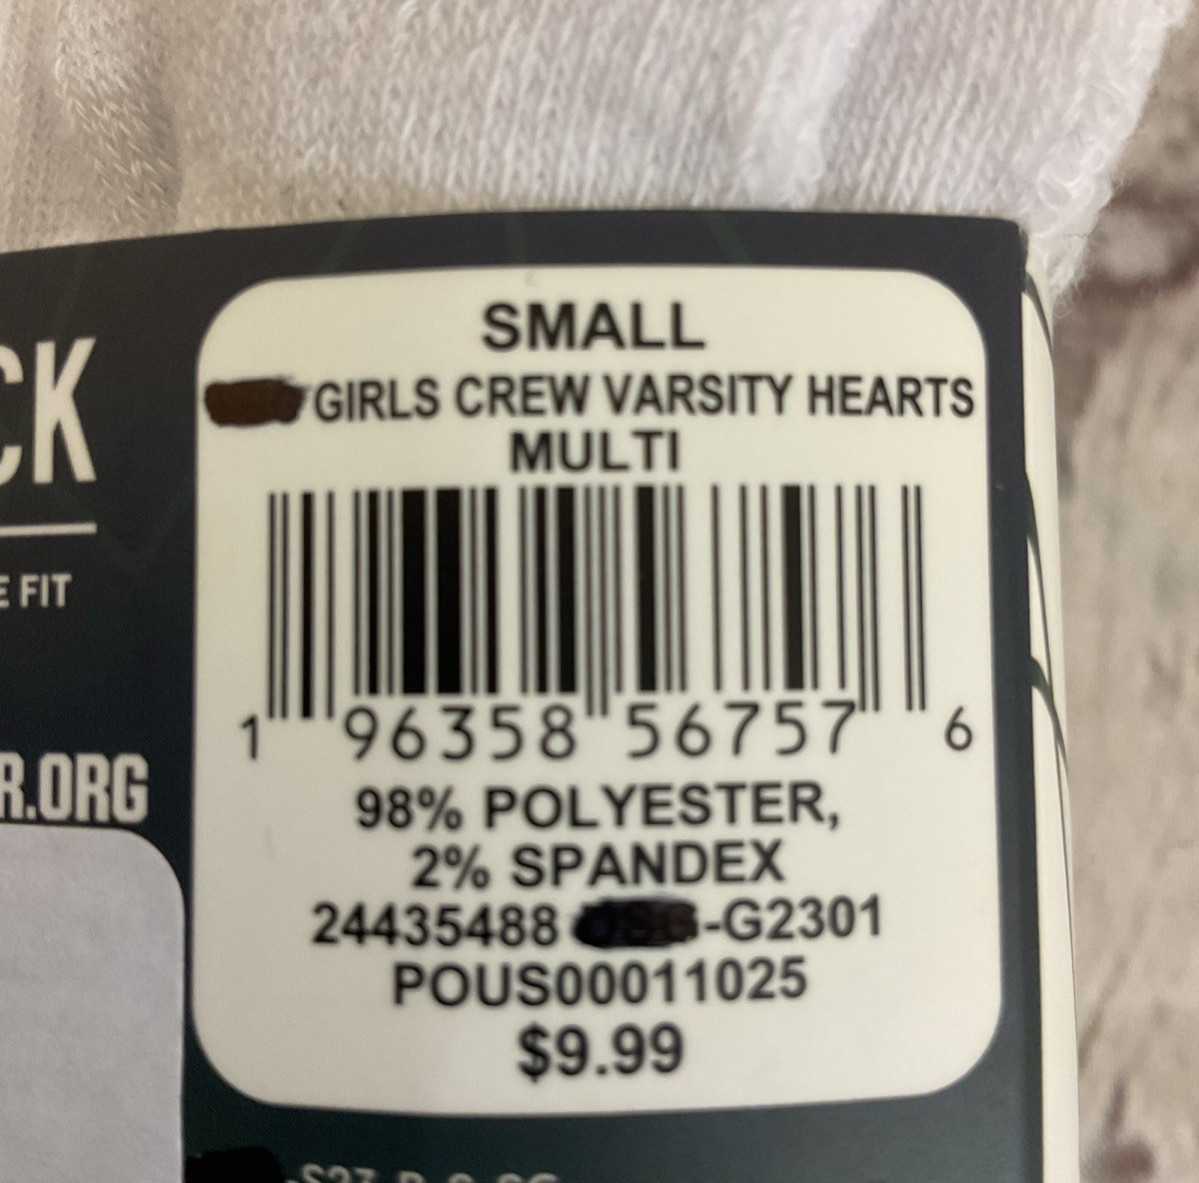 SMALL
GIRLS CREW VARSITY HEARTS
MULTI
1 96358 56757 6
98% POLYESTER,
2% SPANDEX
24435488 -G2301
POUS00011025
$9.99
CK
E FIT
R.ORG